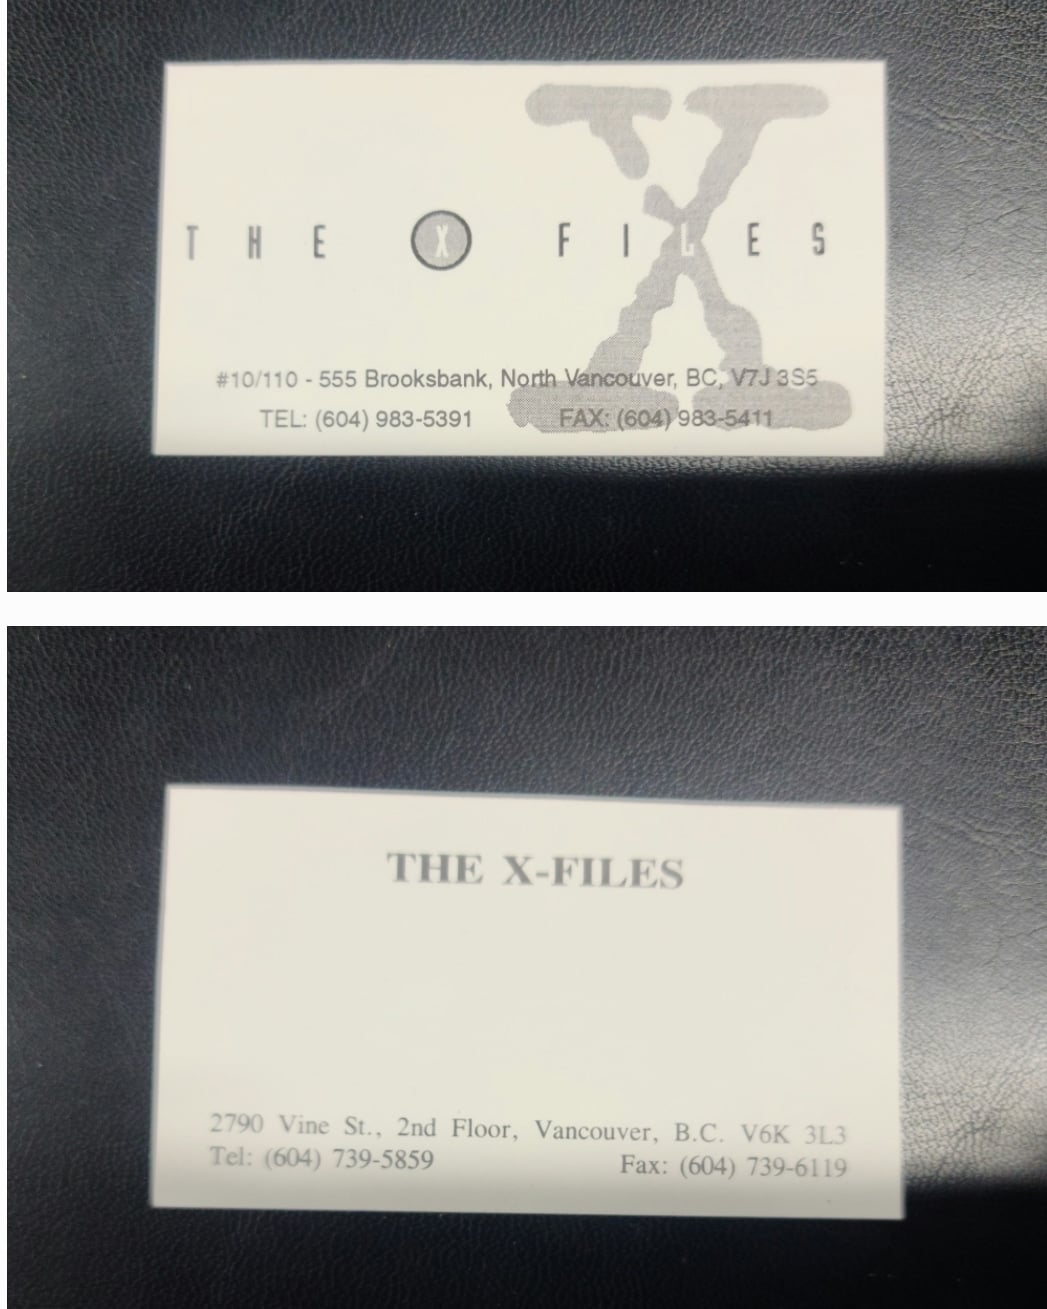 THE X FILES
#10/110 - 555 Brooksbank, North Vancouver, BC, V7J 3S5
TEL: (604) 983-5391 FAX: (604) 983-5411
THE X-FILES
2790 Vine St., 2nd Floor, Vancouver, B.C. V6K 3L3
Tel: (604) 739-5859 Fax: (604) 739-6119